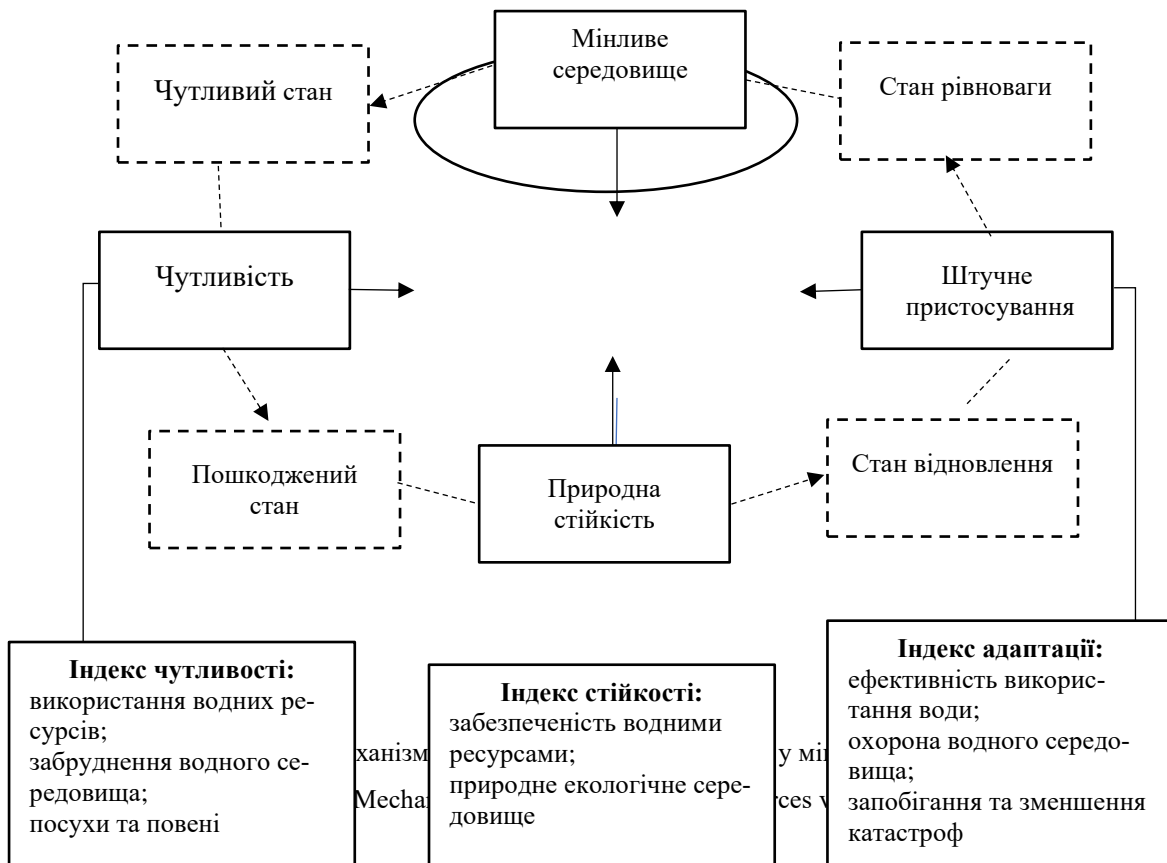 Мінливе
середовище
Чутливий стан
Стан рівноваги
Чутливість
Штучне
пристосування
Пошкоджений
стан
Природна
стійкість
Стан відновлення
Індекс чутливості:
використання водних ре-
сурсів;
забруднення водного се-
редовища;
посухи та повені
Індекс стійкості:
забезпеченість водними
ресурсами;
природне екологічне сере-
довище
Індекс адаптації:
ефективність викорис-
тання води;
охорона водного середо-
вища;
запобігання та зменшення
катастроф